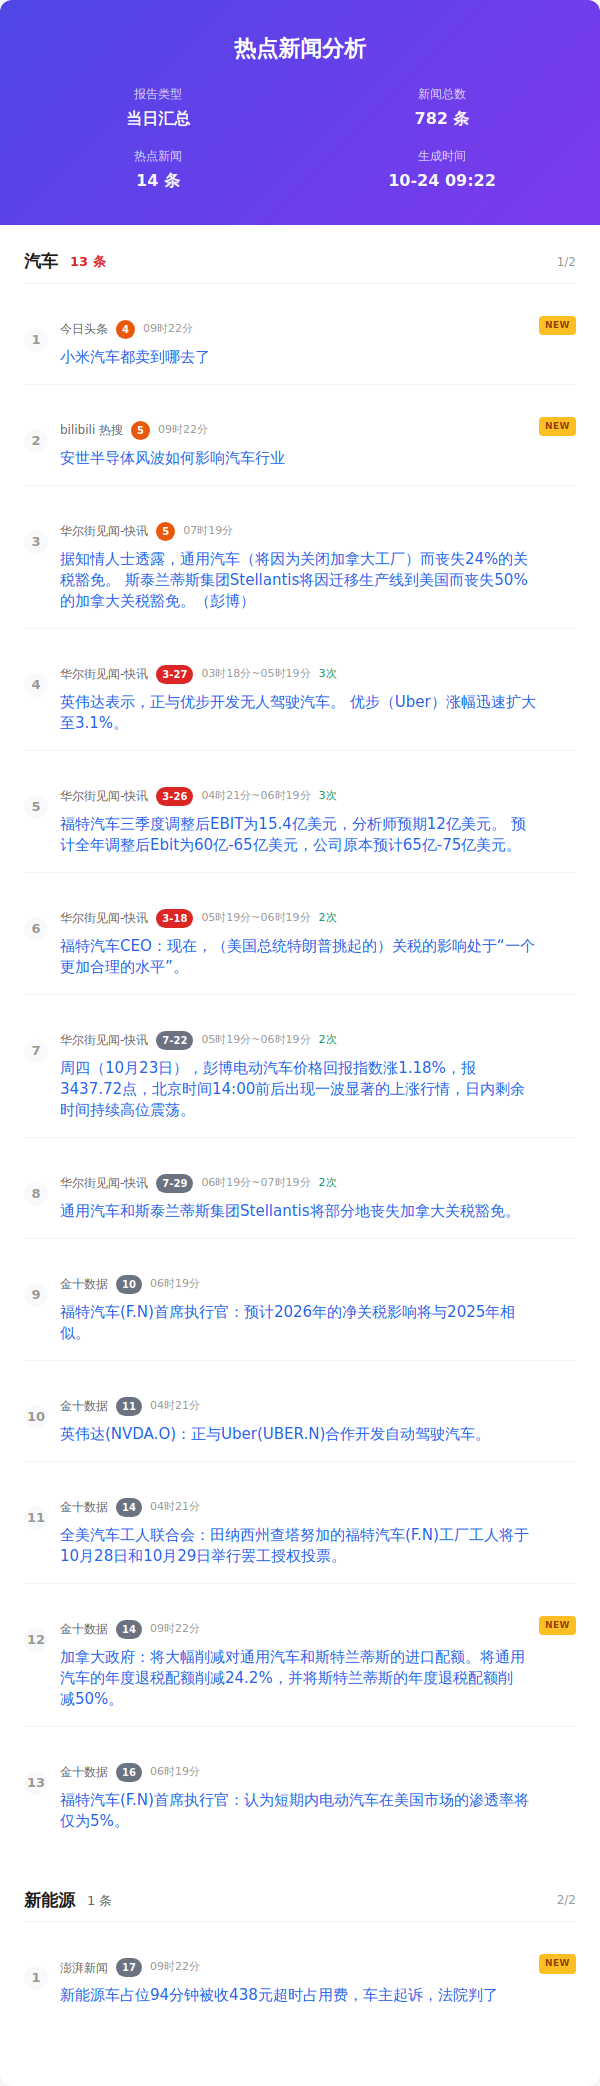 热点新闻分析
报告类型
新闻总数
当日汇总
782 条
热点新闻
生成时间
14 条
10-24 09:22
汽车 13 条 1/2
1
今日头条 4 09时22分 NEW
小米汽车都卖到哪去了
2
bilibili 热搜 5 09时22分 NEW
安世半导体风波如何影响汽车行业
3
华尔街见闻-快讯 5 07时19分
据知情人士透露，通用汽车（将因为关闭加拿大工厂）而丧失24%的关
税豁免。 斯泰兰蒂斯集团Stellantis将因迁移生产线到美国而丧失50%
的加拿大关税豁免。（彭博）
4
华尔街见闻-快讯 3-27 03时18分~05时19分 3次
英伟达表示，正与优步开发无人驾驶汽车。 优步（Uber）涨幅迅速扩大
至3.1%。
5
华尔街见闻-快讯 3-26 04时21分~06时19分 3次
福特汽车三季度调整后EBIT为15.4亿美元，分析师预期12亿美元。 预
计全年调整后Ebit为60亿-65亿美元，公司原本预计65亿-75亿美元。
6
华尔街见闻-快讯 3-18 05时19分~06时19分 2次
福特汽车CEO：现在，（美国总统特朗普挑起的）关税的影响处于“一个
更加合理的水平”。
7
华尔街见闻-快讯 7-22 05时19分~06时19分 2次
周四（10月23日），彭博电动汽车价格回报指数涨1.18%，报
3437.72点，北京时间14:00前后出现一波显著的上涨行情，日内剩余
时间持续高位震荡。
8
华尔街见闻-快讯 7-29 06时19分~07时19分 2次
通用汽车和斯泰兰蒂斯集团Stellantis将部分地丧失加拿大关税豁免。
9
金十数据 10 06时19分
福特汽车(F.N)首席执行官：预计2026年的净关税影响将与2025年相
似。
10
金十数据 11 04时21分
英伟达(NVDA.O)：正与Uber(UBER.N)合作开发自动驾驶汽车。
11
金十数据 14 04时21分
全美汽车工人联合会：田纳西州查塔努加的福特汽车(F.N)工厂工人将于
10月28日和10月29日举行罢工授权投票。
12
金十数据 14 09时22分 NEW
加拿大政府：将大幅削减对通用汽车和斯特兰蒂斯的进口配额。将通用
汽车的年度退税配额削减24.2%，并将斯特兰蒂斯的年度退税配额削
减50%。
13
金十数据 16 06时19分
福特汽车(F.N)首席执行官：认为短期内电动汽车在美国市场的渗透率将
仅为5%。
新能源 1 条 2/2
1
澎湃新闻 17 09时22分 NEW
新能源车占位94分钟被收438元超时占用费，车主起诉，法院判了